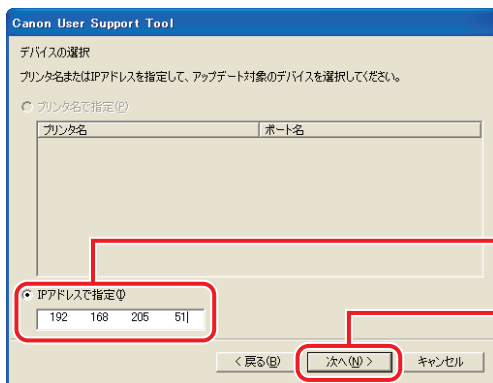 Canon User Support Tool
デバイスの選択
プリンタ名またはIPアドレスを指定して、アップデート対象のデバイスを選択してください。
プリンタ名で指定(P)
プリンタ名 ポート名
IPアドレスで指定(I)
192 168 205 51
< 戻る(B) 次へ(N) > キャンセル